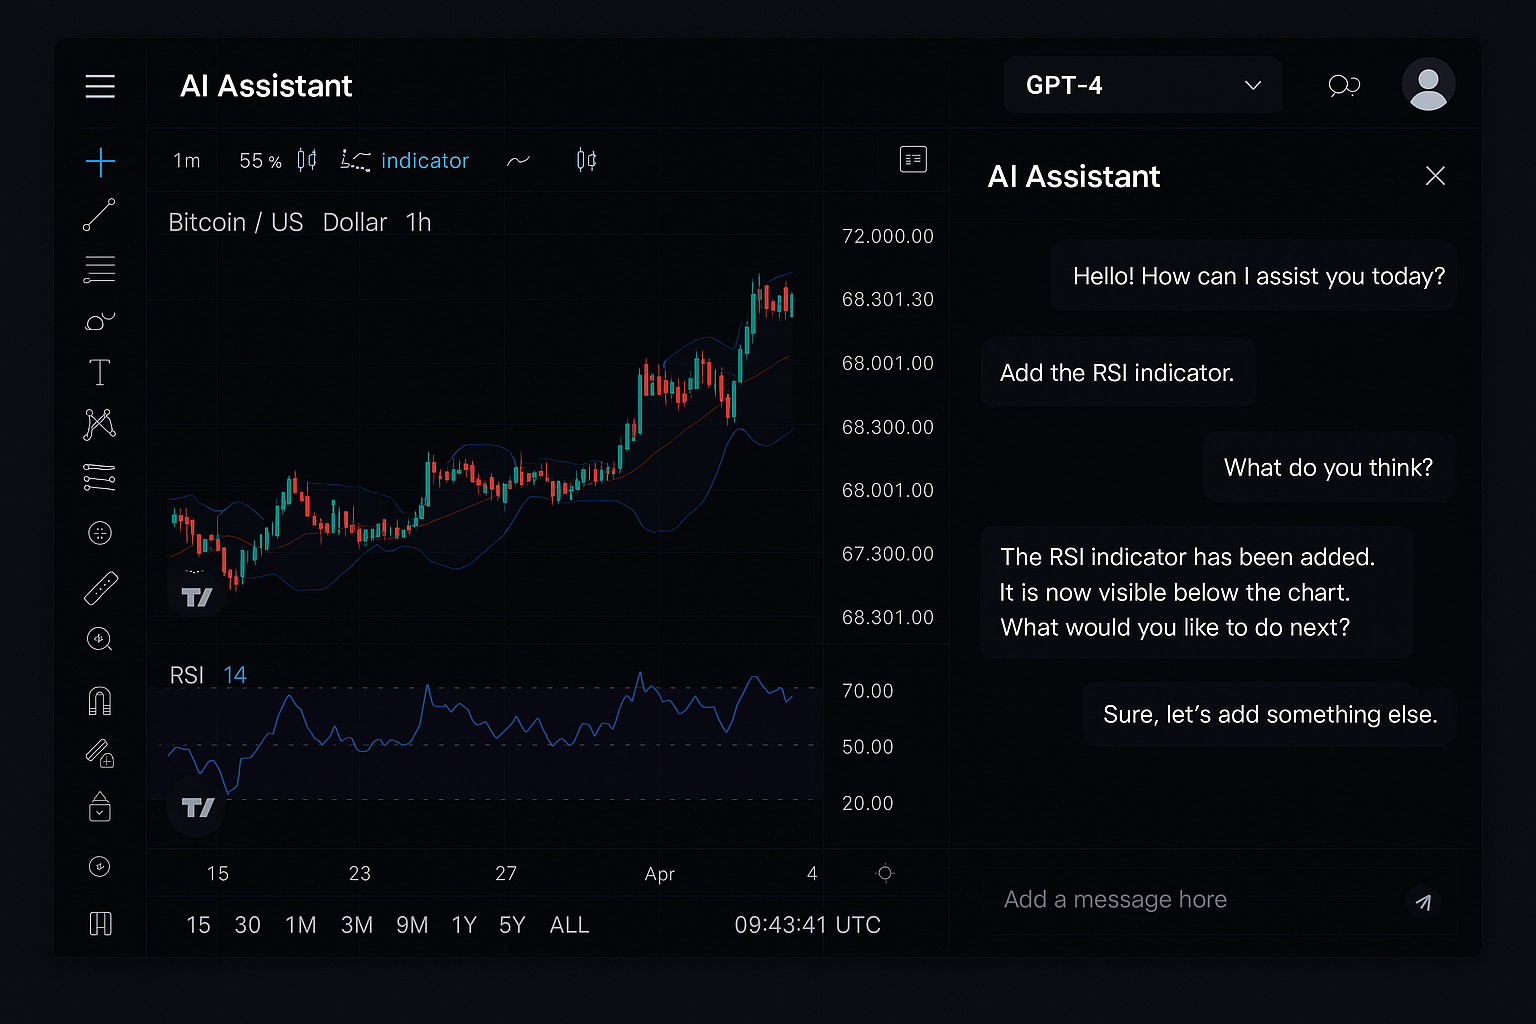 AI Assistant
GPT-4
1m 55 % indicator
Bitcoin / US Dollar 1h
72.000.00
68.301.30
68.001.00
68.300.00
68.001.00
67.300.00
68.301.00
RSI 14
70.00
50.00
20.00
15 23 27 Apr 4
15 30 1M 3M 9M 1Y 5Y ALL 09:43:41 UTC
AI Assistant
Hello! How can I assist you today?
Add the RSI indicator.
What do you think?
The RSI indicator has been added.
It is now visible below the chart.
What would you like to do next?
Sure, let’s add something else.
Add a message hore